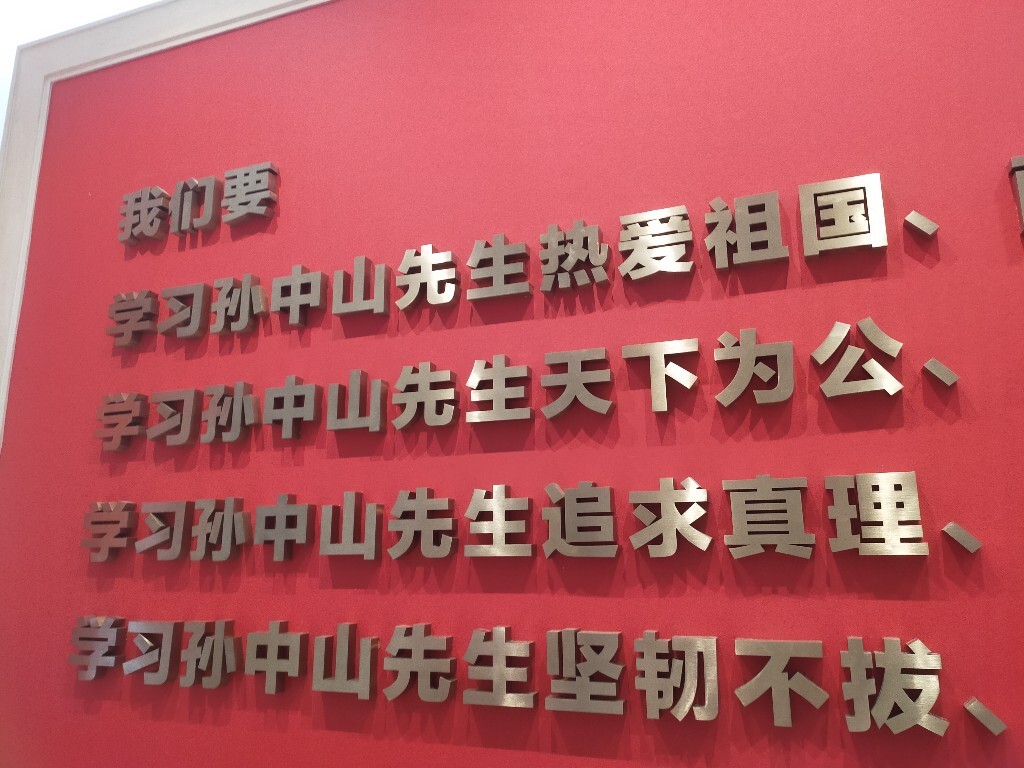 我们要
学习孙中山先生热爱祖国、
学习孙中山先生天下为公、
学习孙中山先生追求真理、
学习孙中山先生坚韧不拔、